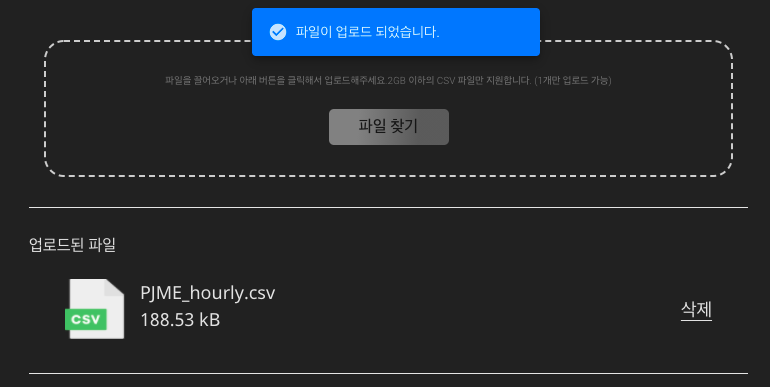 파일이 업로드 되었습니다.
파일을 끌어오거나 아래 버튼을 클릭해서 업로드해주세요.2GB 이하의 CSV 파일만 지원합니다. (1개만 업로드 가능)
파일 찾기
업로드된 파일
PJME_hourly.csv
CSV
188.53 kB
삭제